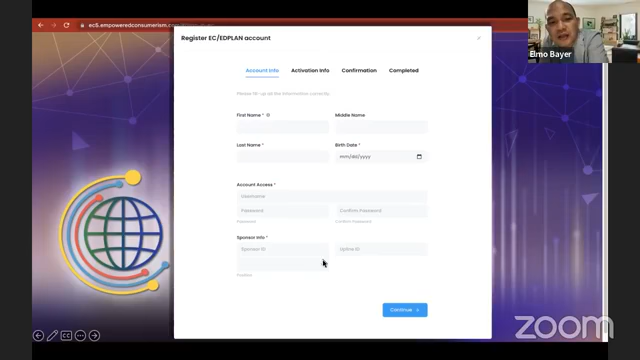 ec5.empoweredconsumerism.com
Register EC/EDPLAN account
Elmo Bayer
Account Info Activation Info Confirmation Completed
Please fill up all the information correctly
First Name * Middle Name
Last Name * Birth Date *
mm/dd/yyyy
Account Access *
Username
Password Confirm Password
Password Confirm Password
Sponsor Info *
Sponsor ID Upline ID
Position
Continue →
CC
zoom